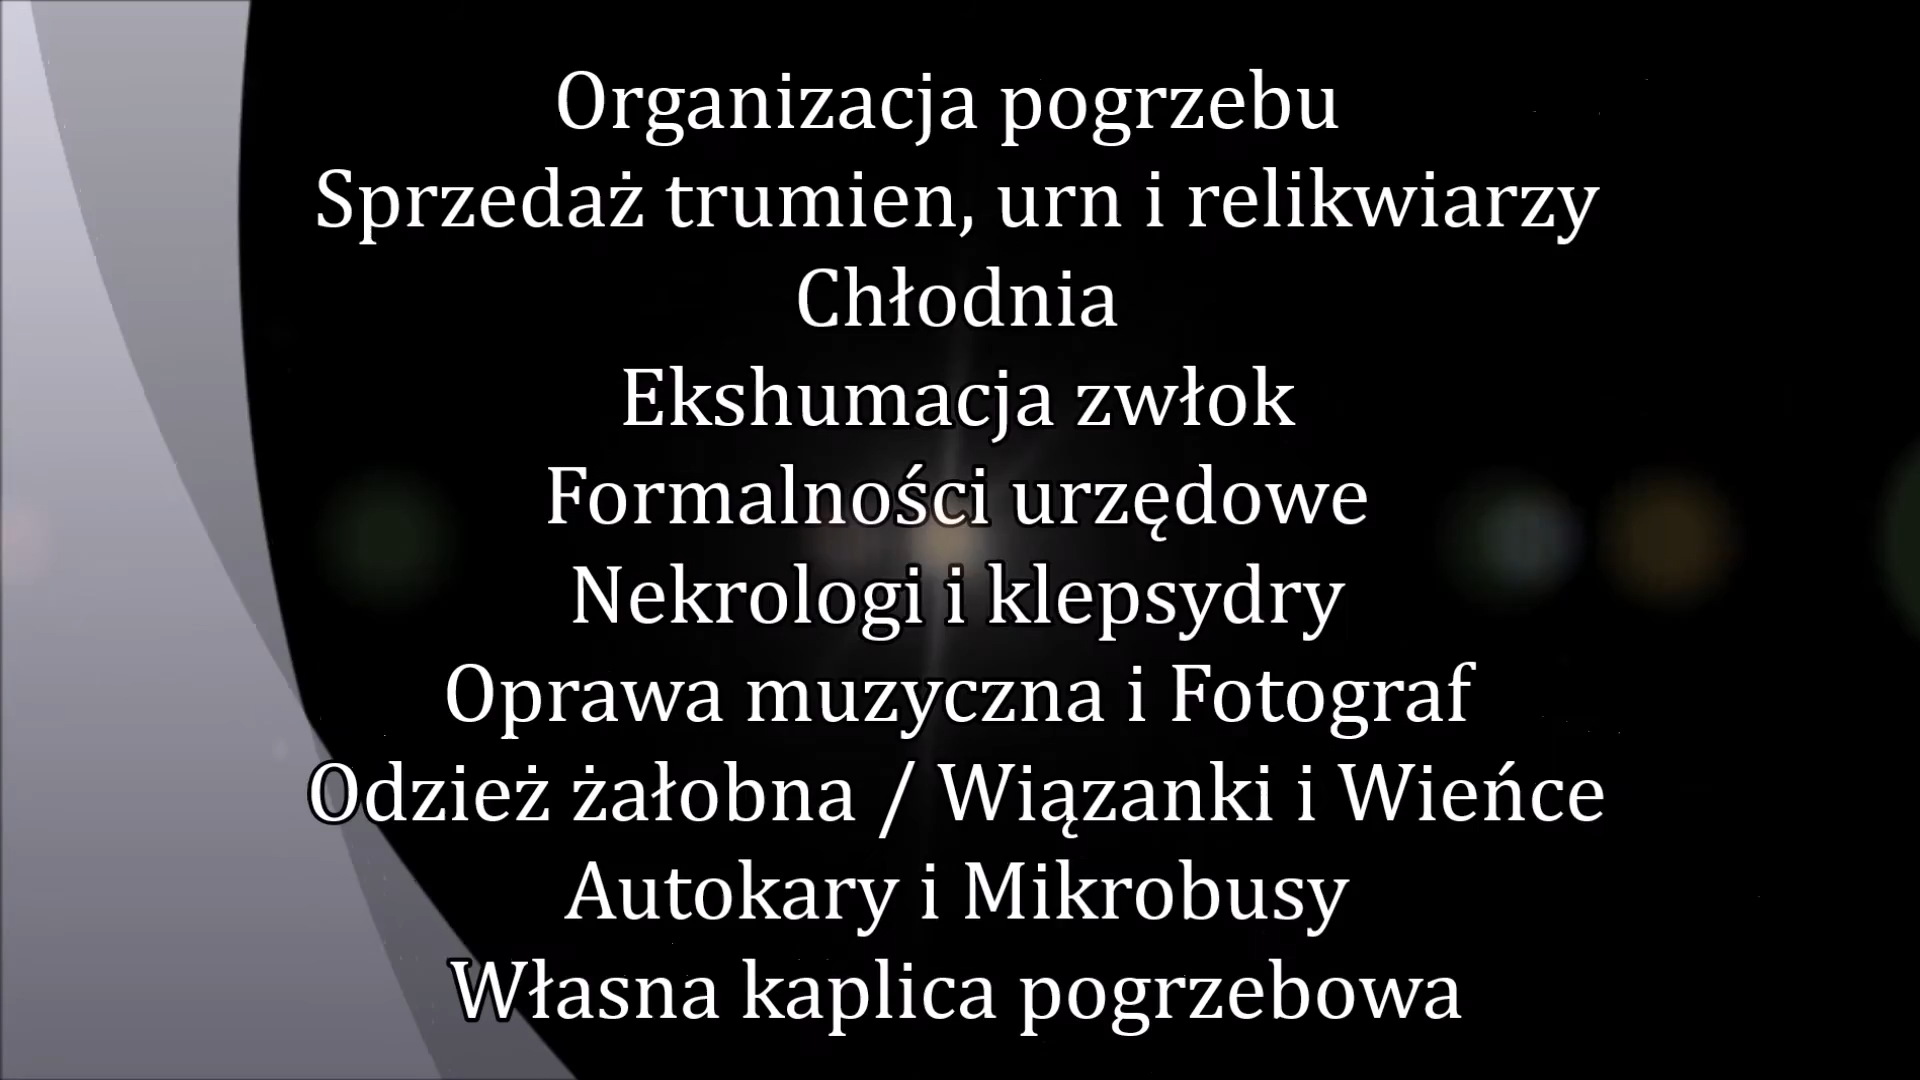 Organizacja pogrzebu
Sprzedaż trumien, urn i relikwiarzy
Chłodnia
Ekshumacja zwłok
Formalności urzędowe
Nekrologi i klepsydry
Oprawa muzyczna i Fotograf
Odzież żałobna / Wiązanki i Wieńce
Autokary i Mikrobusy
Własna kaplica pogrzebowa